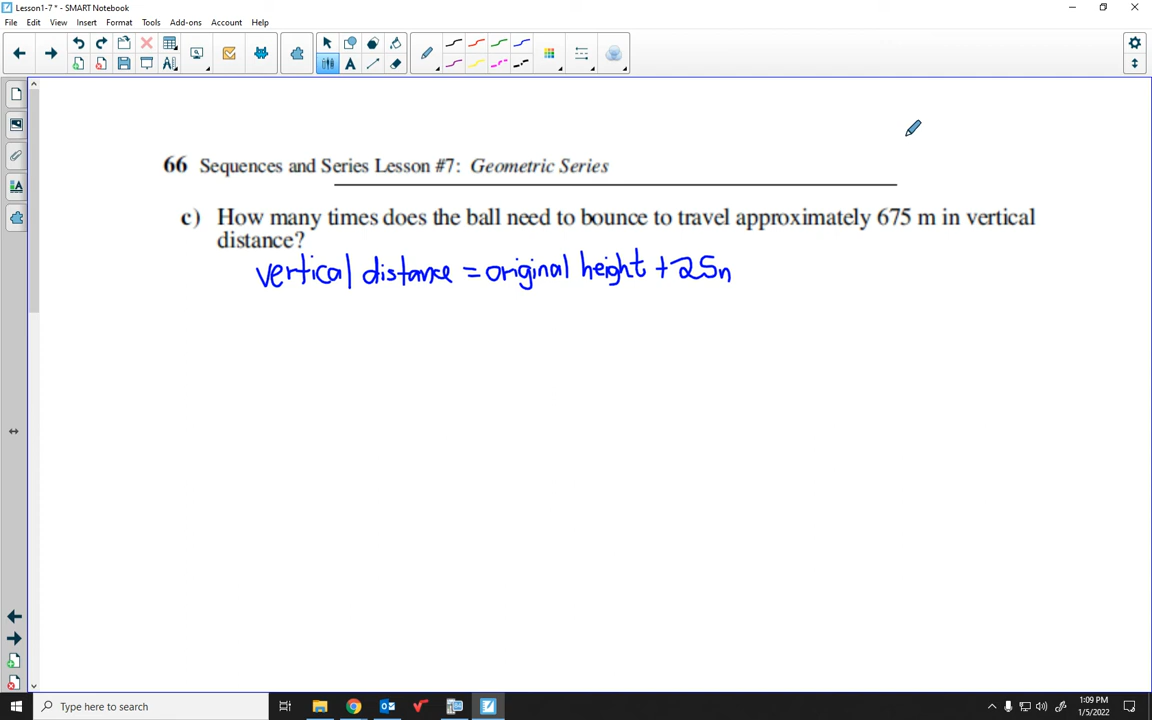 Lesson1-7 * - SMART Notebook
File Edit View Insert Format Tools Add-ons Account Help
66 Sequences and Series Lesson #7: Geometric Series
c) How many times does the ball need to bounce to travel approximately 675 m in vertical
distance?
vertical distance = original height + 2Sn
Type here to search
1:09 PM
1/5/2022